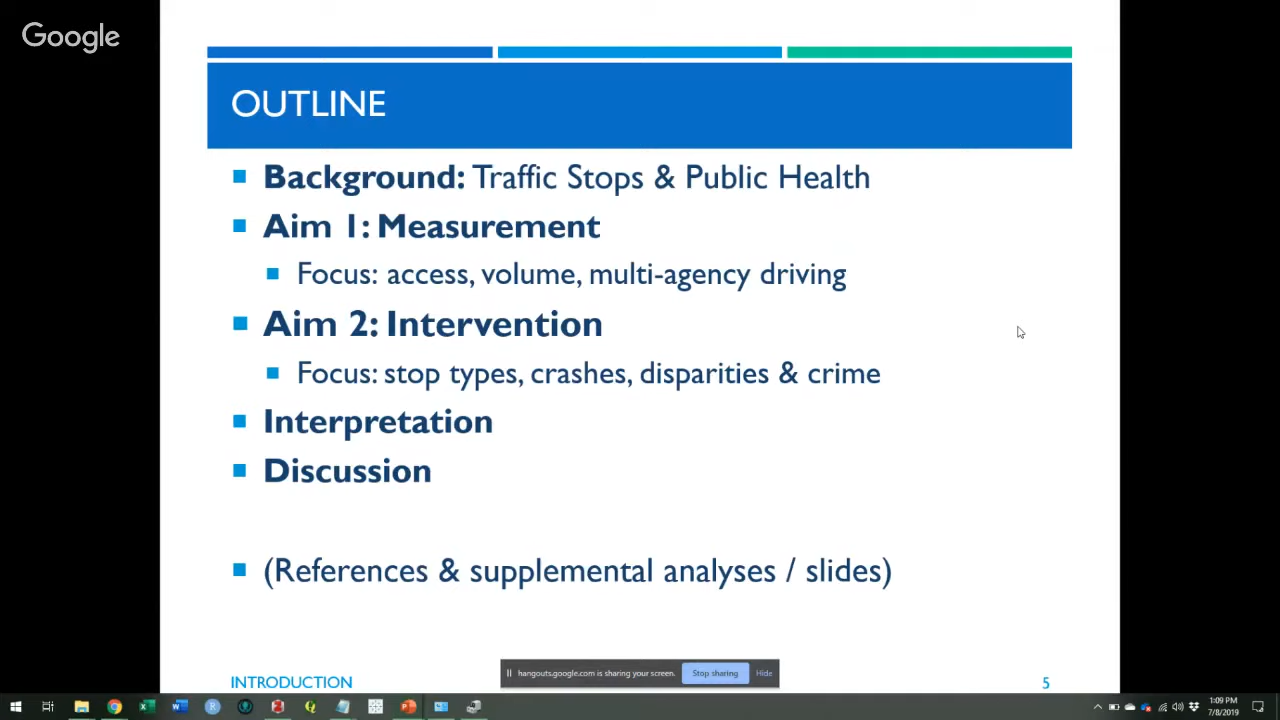 Google
OUTLINE
Background: Traffic Stops & Public Health
Aim 1: Measurement
Focus: access, volume, multi-agency driving
Aim 2: Intervention
Focus: stop types, crashes, disparities & crime
Interpretation
Discussion
(References & supplemental analyses / slides)
hangouts.google.com is sharing your screen.
Stop sharing
Hide
INTRODUCTION
5
1:09 PM
7/8/2019